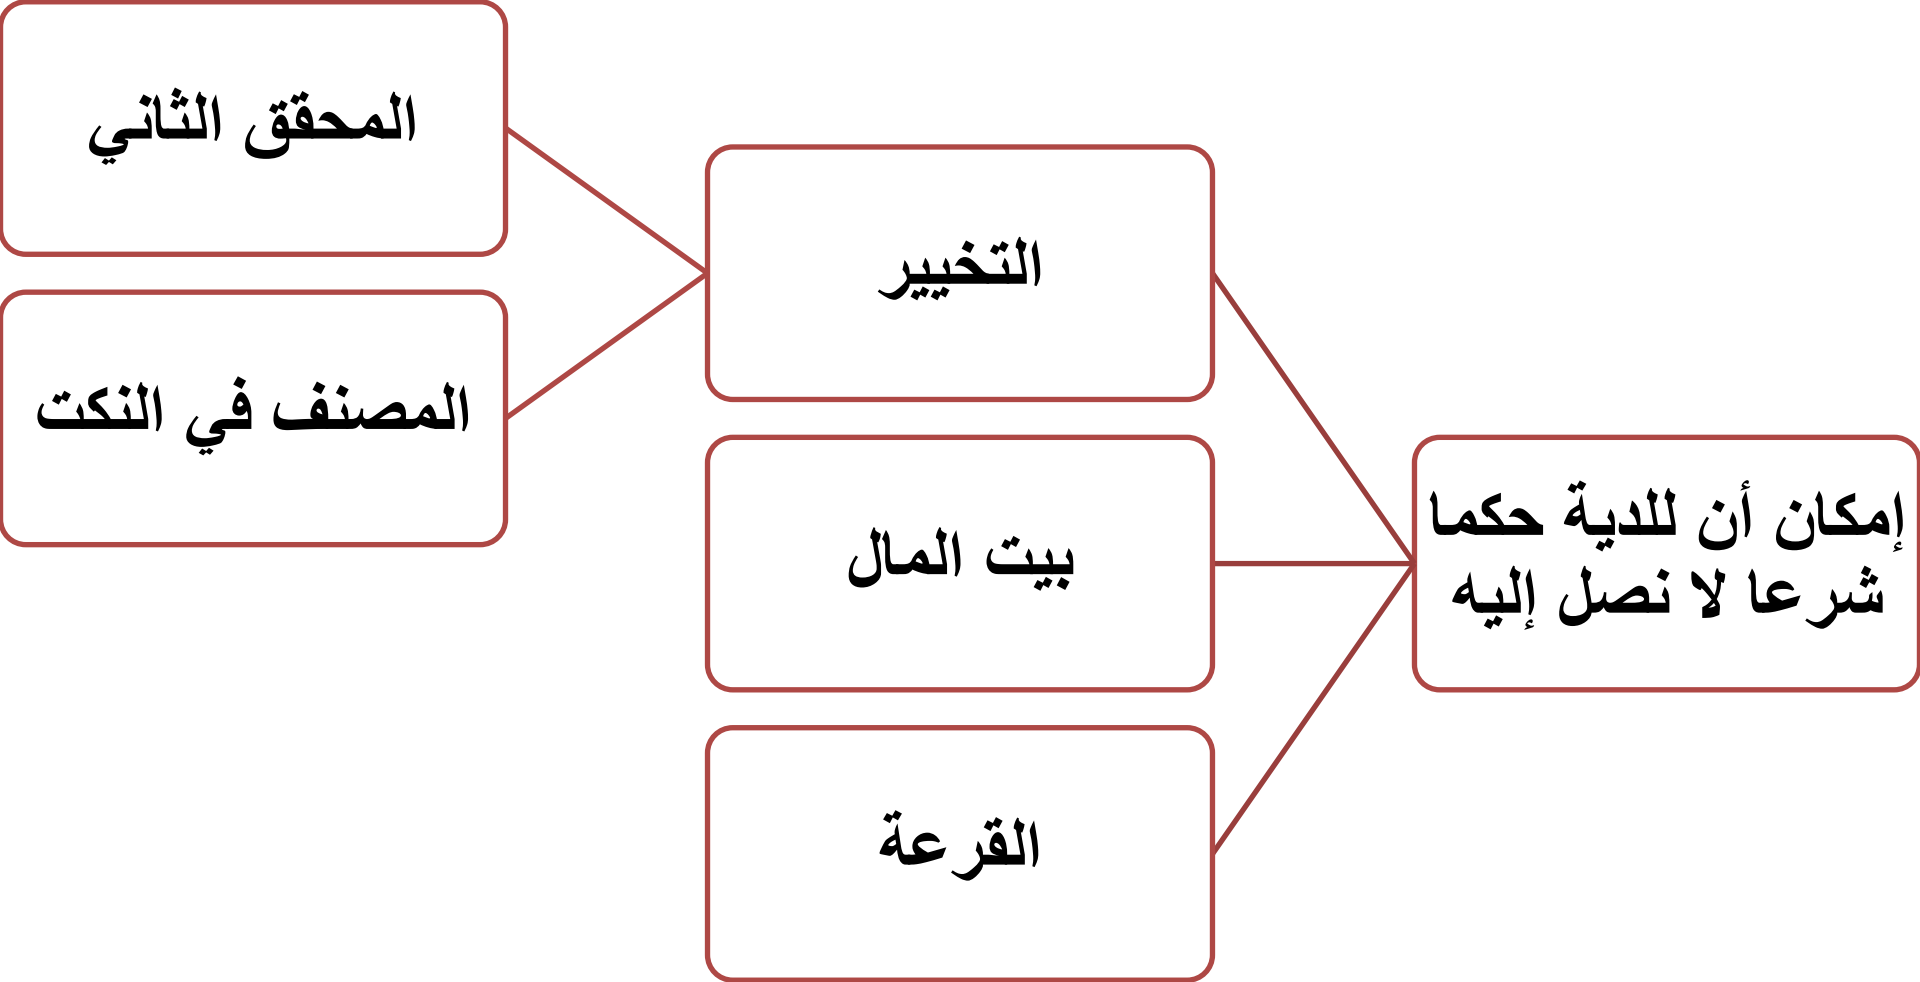 إمكان أن للدية حكما
شرعا لا نصل إليه
التخيير
المحقق الثاني
المصنف في النكت
بيت المال
القرعة